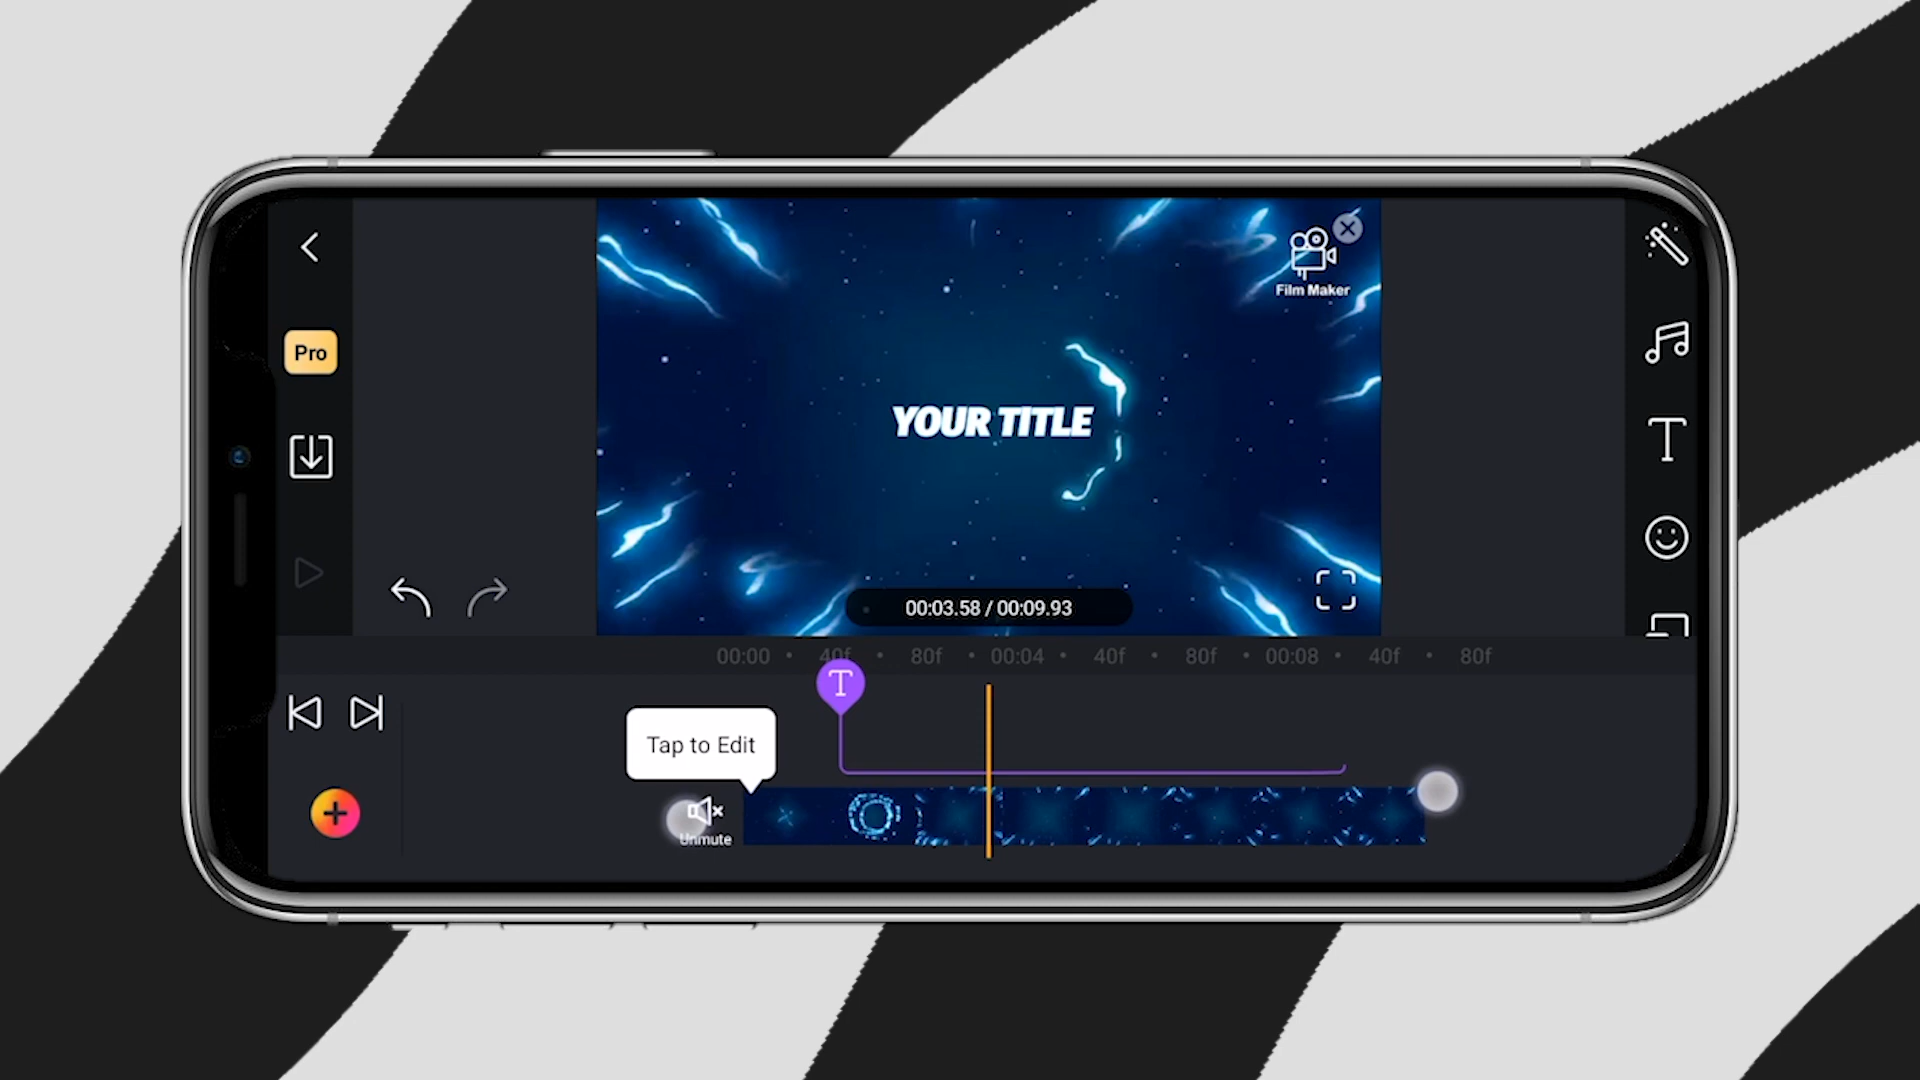 Film Maker
Pro
YOUR TITLE
00:03.58 / 00:09.93
00:00 • 40f • 80f • 00:04 • 40f • 80f • 00:08 • 40f • 80f
T
Tap to Edit
Unmute